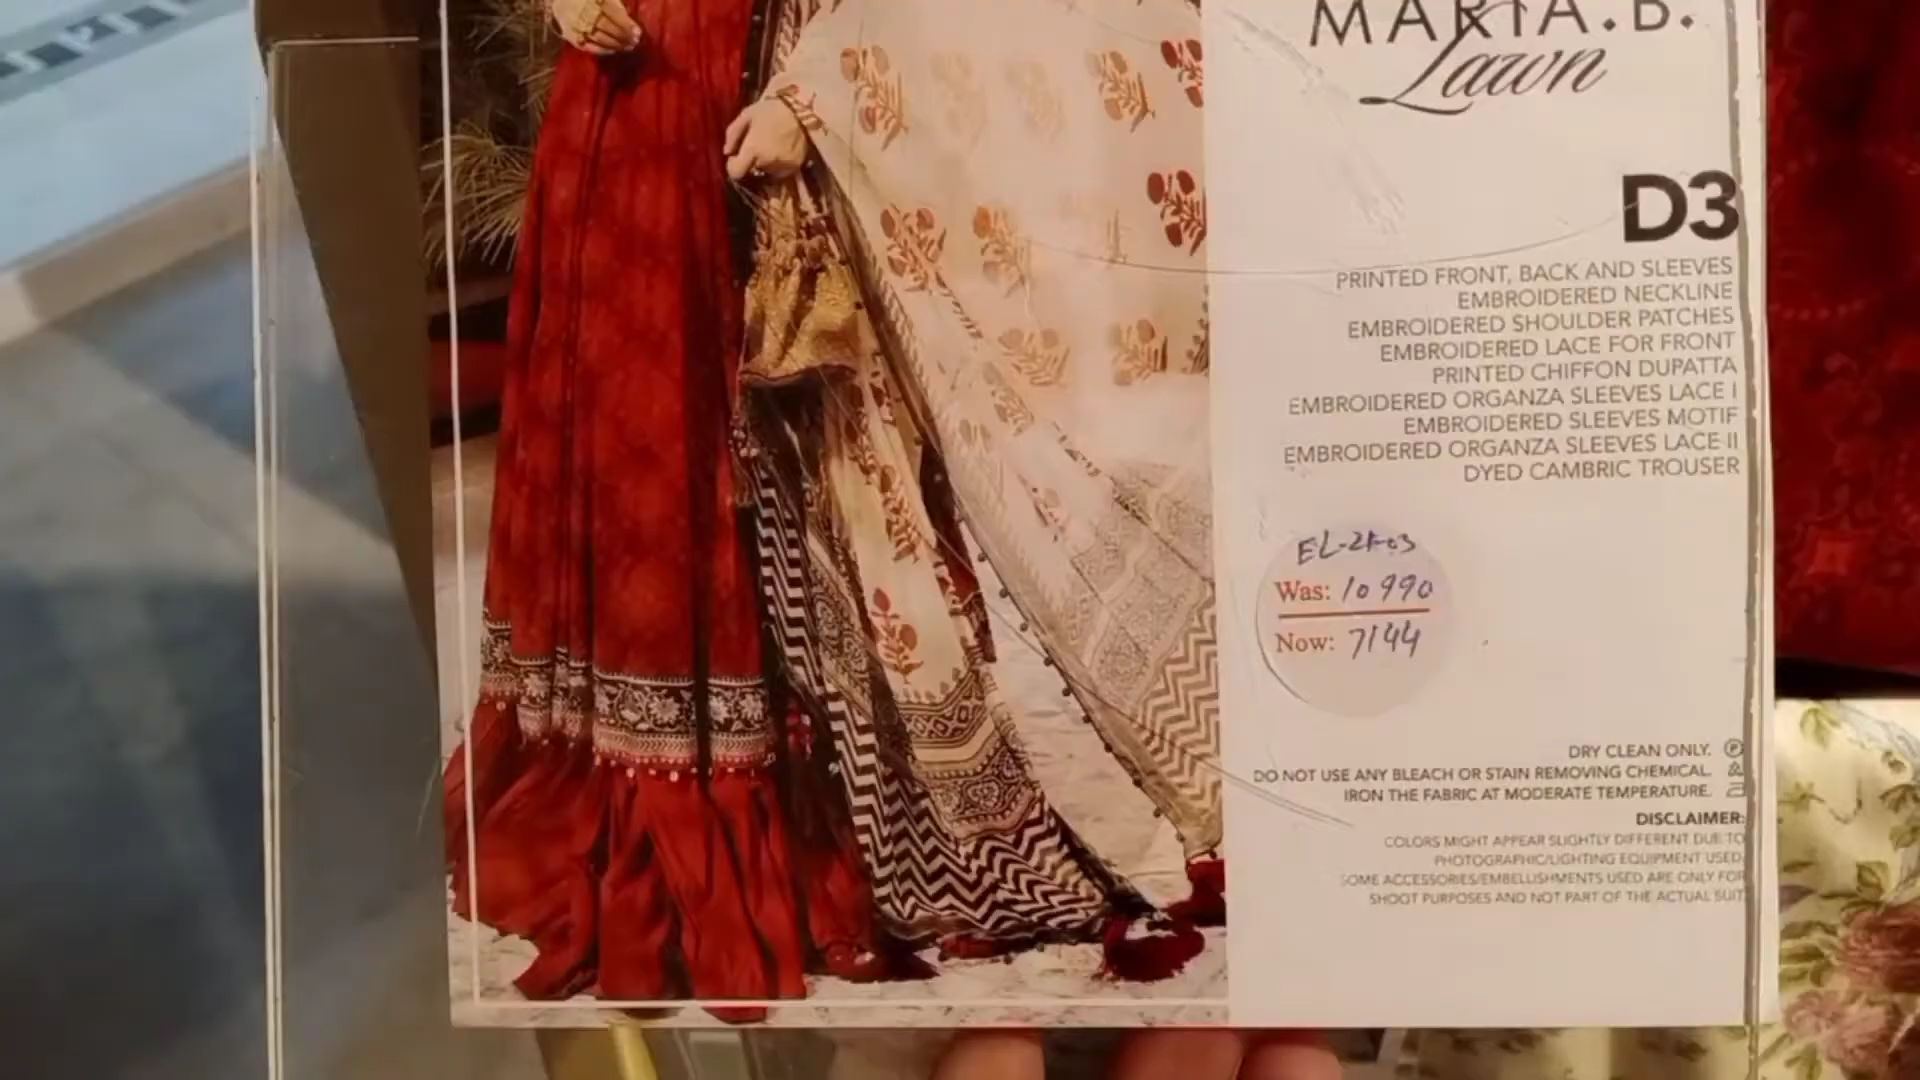 MARIA.B.
Lawn
D3
PRINTED FRONT, BACK AND SLEEVES
EMBROIDERED NECKLINE
EMBROIDERED SHOULDER PATCHES
EMBROIDERED LACE FOR FRONT
PRINTED CHIFFON DUPATTA
EMBROIDERED ORGANZA SLEEVES LACE I
EMBROIDERED SLEEVES MOTIF
EMBROIDERED ORGANZA SLEEVES LACE II
DYED CAMBRIC TROUSER
EL-21-03
Was: 10990
Now: 7144
DRY CLEAN ONLY.
DO NOT USE ANY BLEACH OR STAIN REMOVING CHEMICAL.
IRON THE FABRIC AT MODERATE TEMPERATURE.
DISCLAIMER:
COLORS MIGHT APPEAR SLIGHTLY DIFFERENT DUE TO
PHOTOGRAPHIC/LIGHTING EQUIPMENT USED.
SOME ACCESSORIES/EMBELLISHMENTS USED ARE ONLY FOR
SHOOT PURPOSES AND NOT PART OF THE ACTUAL SUIT